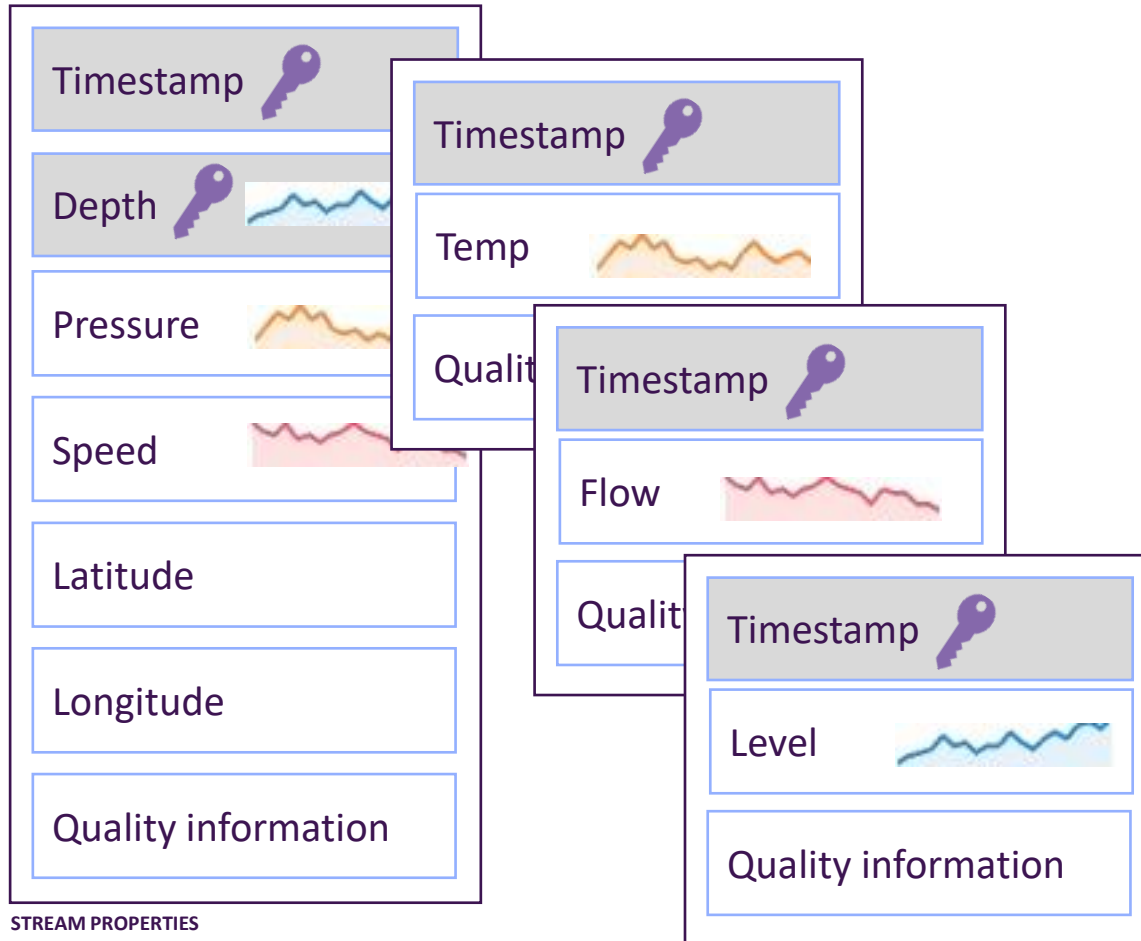 Timestamp
Depth
Pressure
Speed
Latitude
Longitude
Quality information
STREAM PROPERTIES
Timestamp
Temp
Qualit
Timestamp
Flow
Quality
Timestamp
Level
Quality information